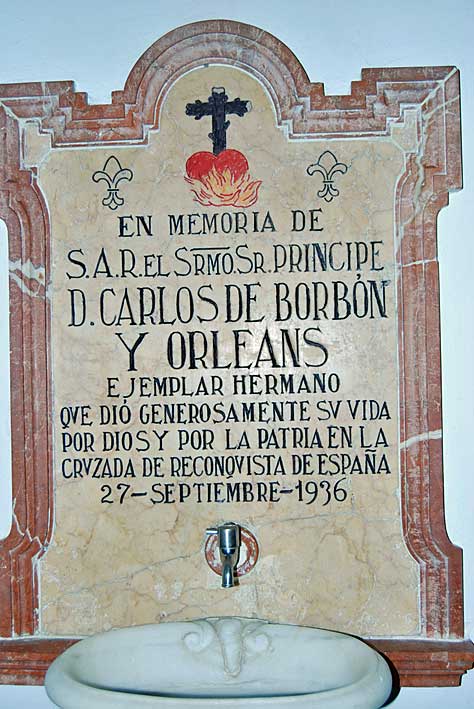 EN MEMORIA DE
S.A.R. EL SRMO. SR. PRINCIPE
D. CARLOS DE BORBÓN
Y ORLEANS
EJEMPLAR HERMANO
QVE DIÓ GENEROSAMENTE SV VIDA
POR DIOS Y POR LA PATRIA EN LA
CRVZADA DE RECONQVISTA DE ESPAÑA
27-SEPTIEMBRE-1936